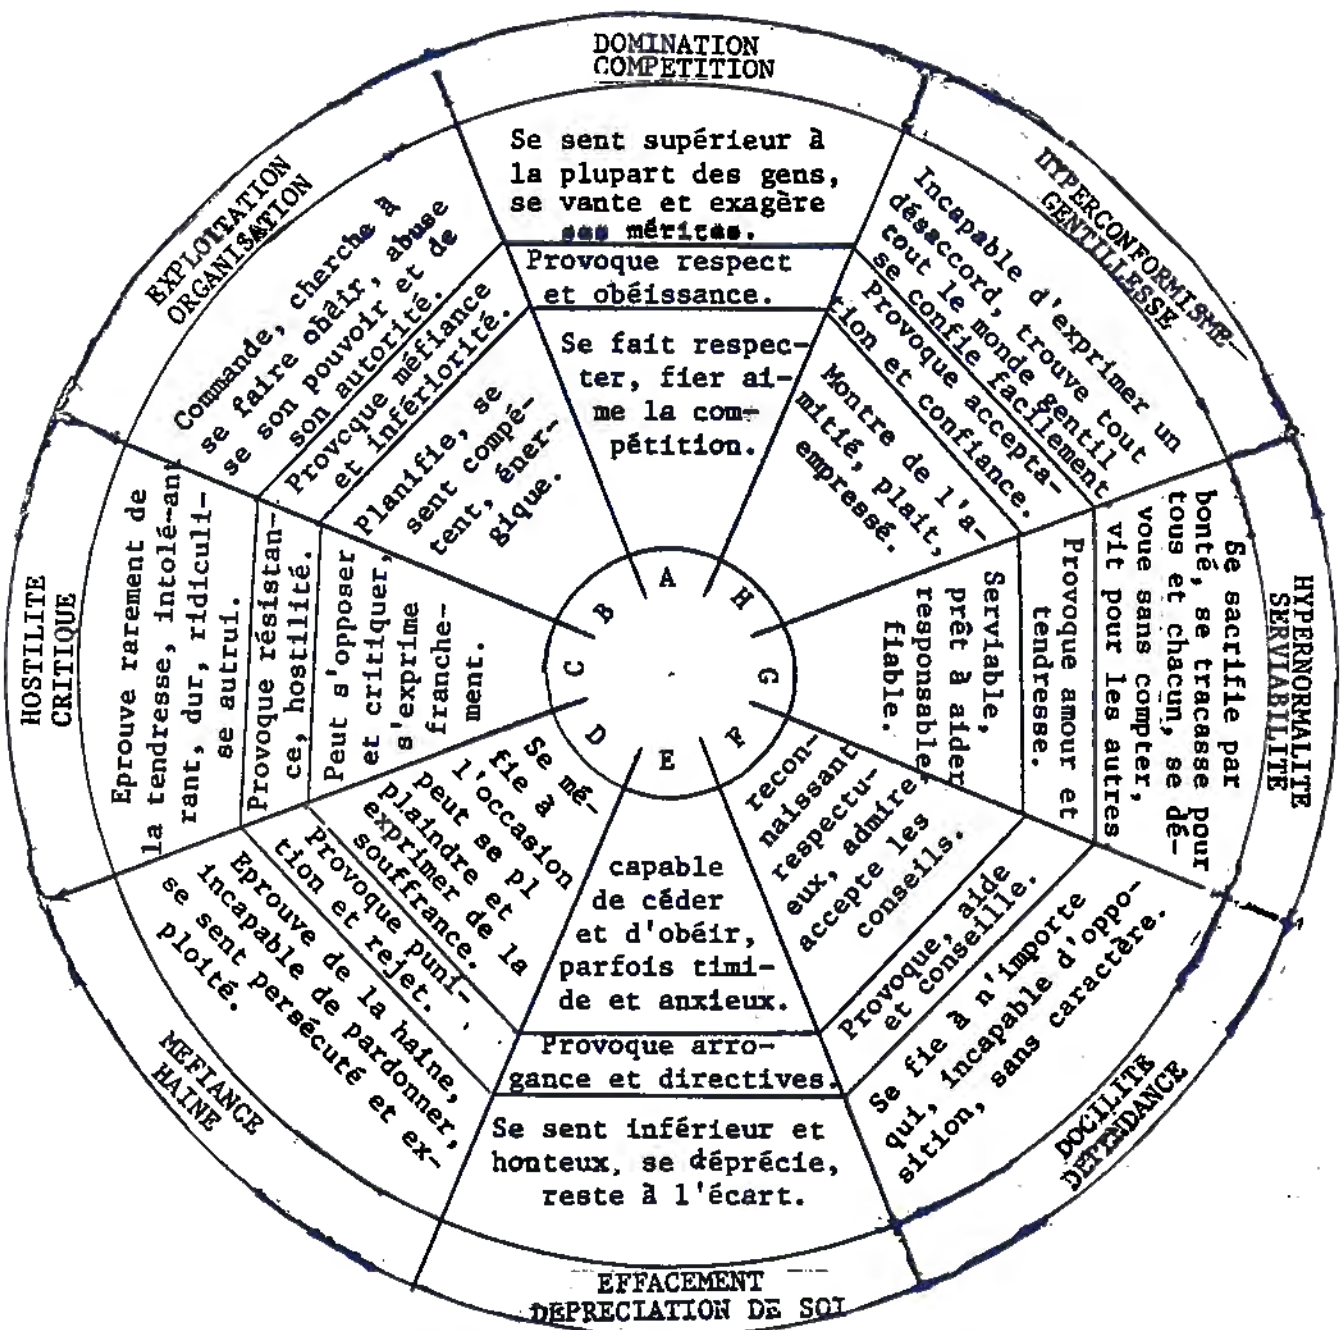 DOMINATION
COMPETITION
Se sent supérieur à
la plupart des gens,
se vante et exagère
ses mérites.
Provoque respect
et obéissance.
Se fait respec-
ter, fier ai-
me la com-
pétition.
A
HYPERCONFORMISME
GENTILLESSE
Incapable d'exprimer un
désaccord, trouve tout
tout le monde gentil
se confie facilement
Provoque accepta-
tion et confiance.
Montre de l'a-
mitié, plait,
empressé.
H
HYPERNORMALITE
SERVIABILITE
Se sacrifie par
bonté, se tracasse pour
tous et chacun, se dé-
voue sans compter,
vit pour les autres
Provoque amour et
tendresse.
Serviable,
prêt à aider
responsable,
fiable.
G
DOCILITE
DEPENDANCE
recon-
naissant
respectu-
eux, admire,
accepte les
conseils.
Provoque, aide
et conseille.
Se fie à n'importe
qui, incapable d'oppo-
sition, sans caractère.
F
E
capable
de céder
et d'obéir,
parfois timi-
de et anxieux.
Provoque arro-
gance et directives.
Se sent inférieur et
honteux, se déprécie,
reste à l'écart.
EFFACEMENT
DEPRECIATION DE SOI
D
Se mé-
fie à
l'occasion
peut se pl
plaindre et
exprimer de la
souffrance.
Provoque puni-
tion et rejet.
Eprouve de la haine,
incapable de pardonner,
se sent persécuté et ex-
ploité.
MEFIANCE
HAINE
HOSTILITE
CRITIQUE
Eprouve rarement de
la tendresse, intolé-an
rant, dur, ridiculi-
se autrui.
Provoque résistan-
ce, hostilité.
Peut s'opposer
et critiquer,
s'exprime
franche-
ment.
C
EXPLOITATION
ORGANISATION
Commande, cherche à
se faire obéir, abuse
se son pouvoir et de
son autorité.
Provoque méfiance
et infériorité.
Planifie, se
sent compé-
tent, éner-
gique.
B